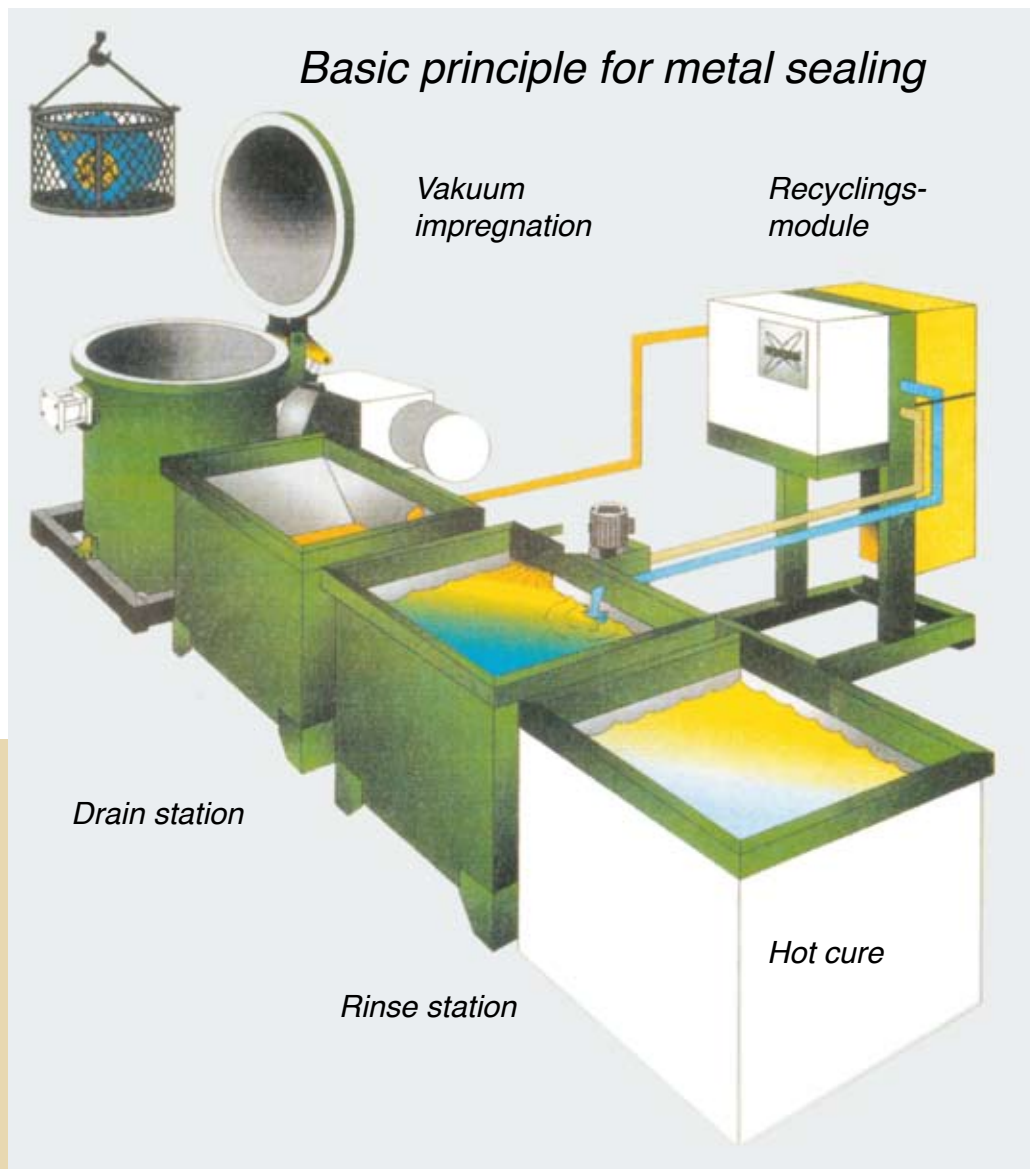 Basic principle for metal sealing
Vakuum
impregnation
Recyclings-
module
Drain station
Hot cure
Rinse station